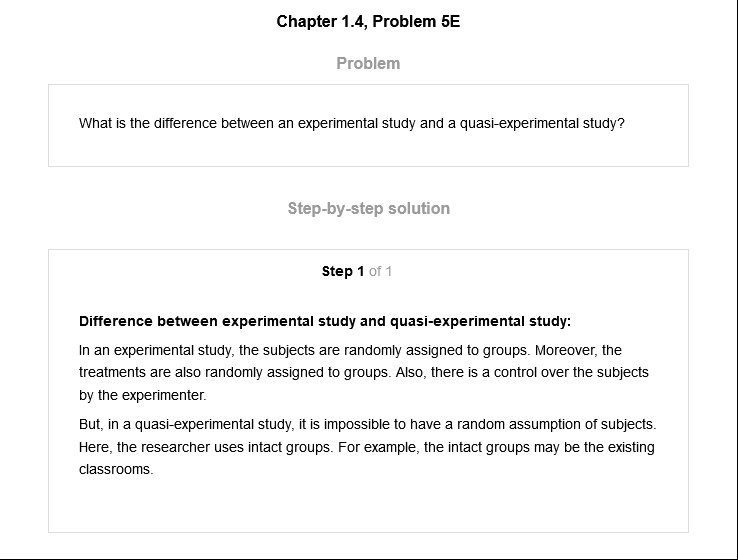 Chapter 1.4, Problem 5E
Problem
What is the difference between an experimental study and a quasi-experimental study?
Step-by-step solution
Step 1 of 1
Difference between experimental study and quasi-experimental study:
In an experimental study, the subjects are randomly assigned to groups. Moreover, the
treatments are also randomly assigned to groups. Also, there is a control over the subjects
by the experimenter.
But, in a quasi-experimental study, it is impossible to have a random assumption of subjects.
Here, the researcher uses intact groups. For example, the intact groups may be the existing
classrooms.